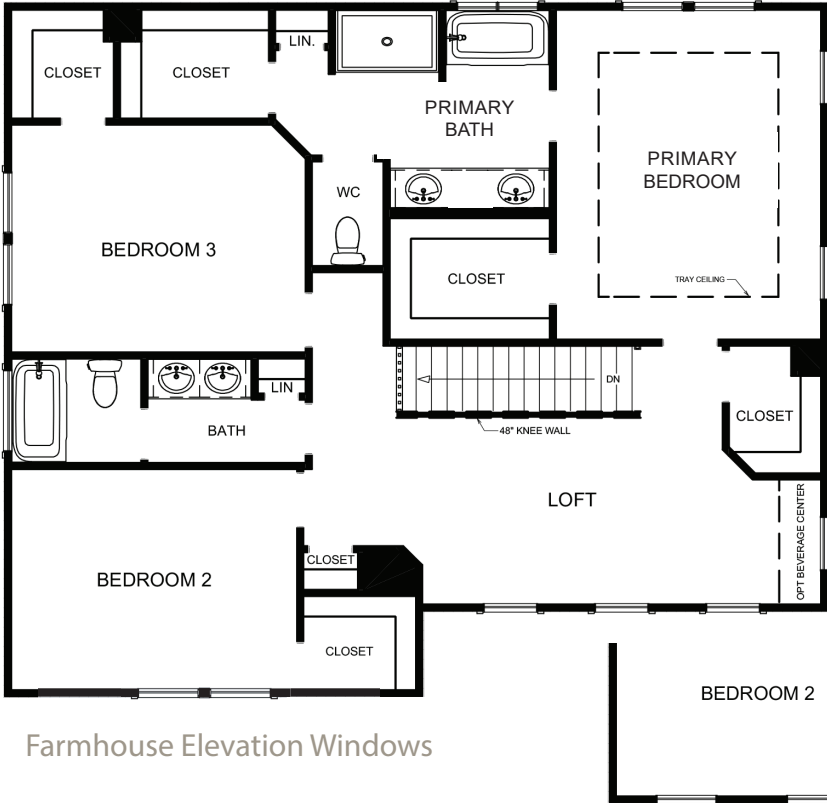 LIN.
CLOSET
CLOSET
PRIMARY
BATH
PRIMARY
BEDROOM
WC
BEDROOM 3
CLOSET
TRAY CEILING
DN
LIN
CLOSET
BATH
48" KNEE WALL
LOFT
OPT BEVERAGE CENTER
CLOSET
BEDROOM 2
CLOSET
BEDROOM 2
Farmhouse Elevation Windows